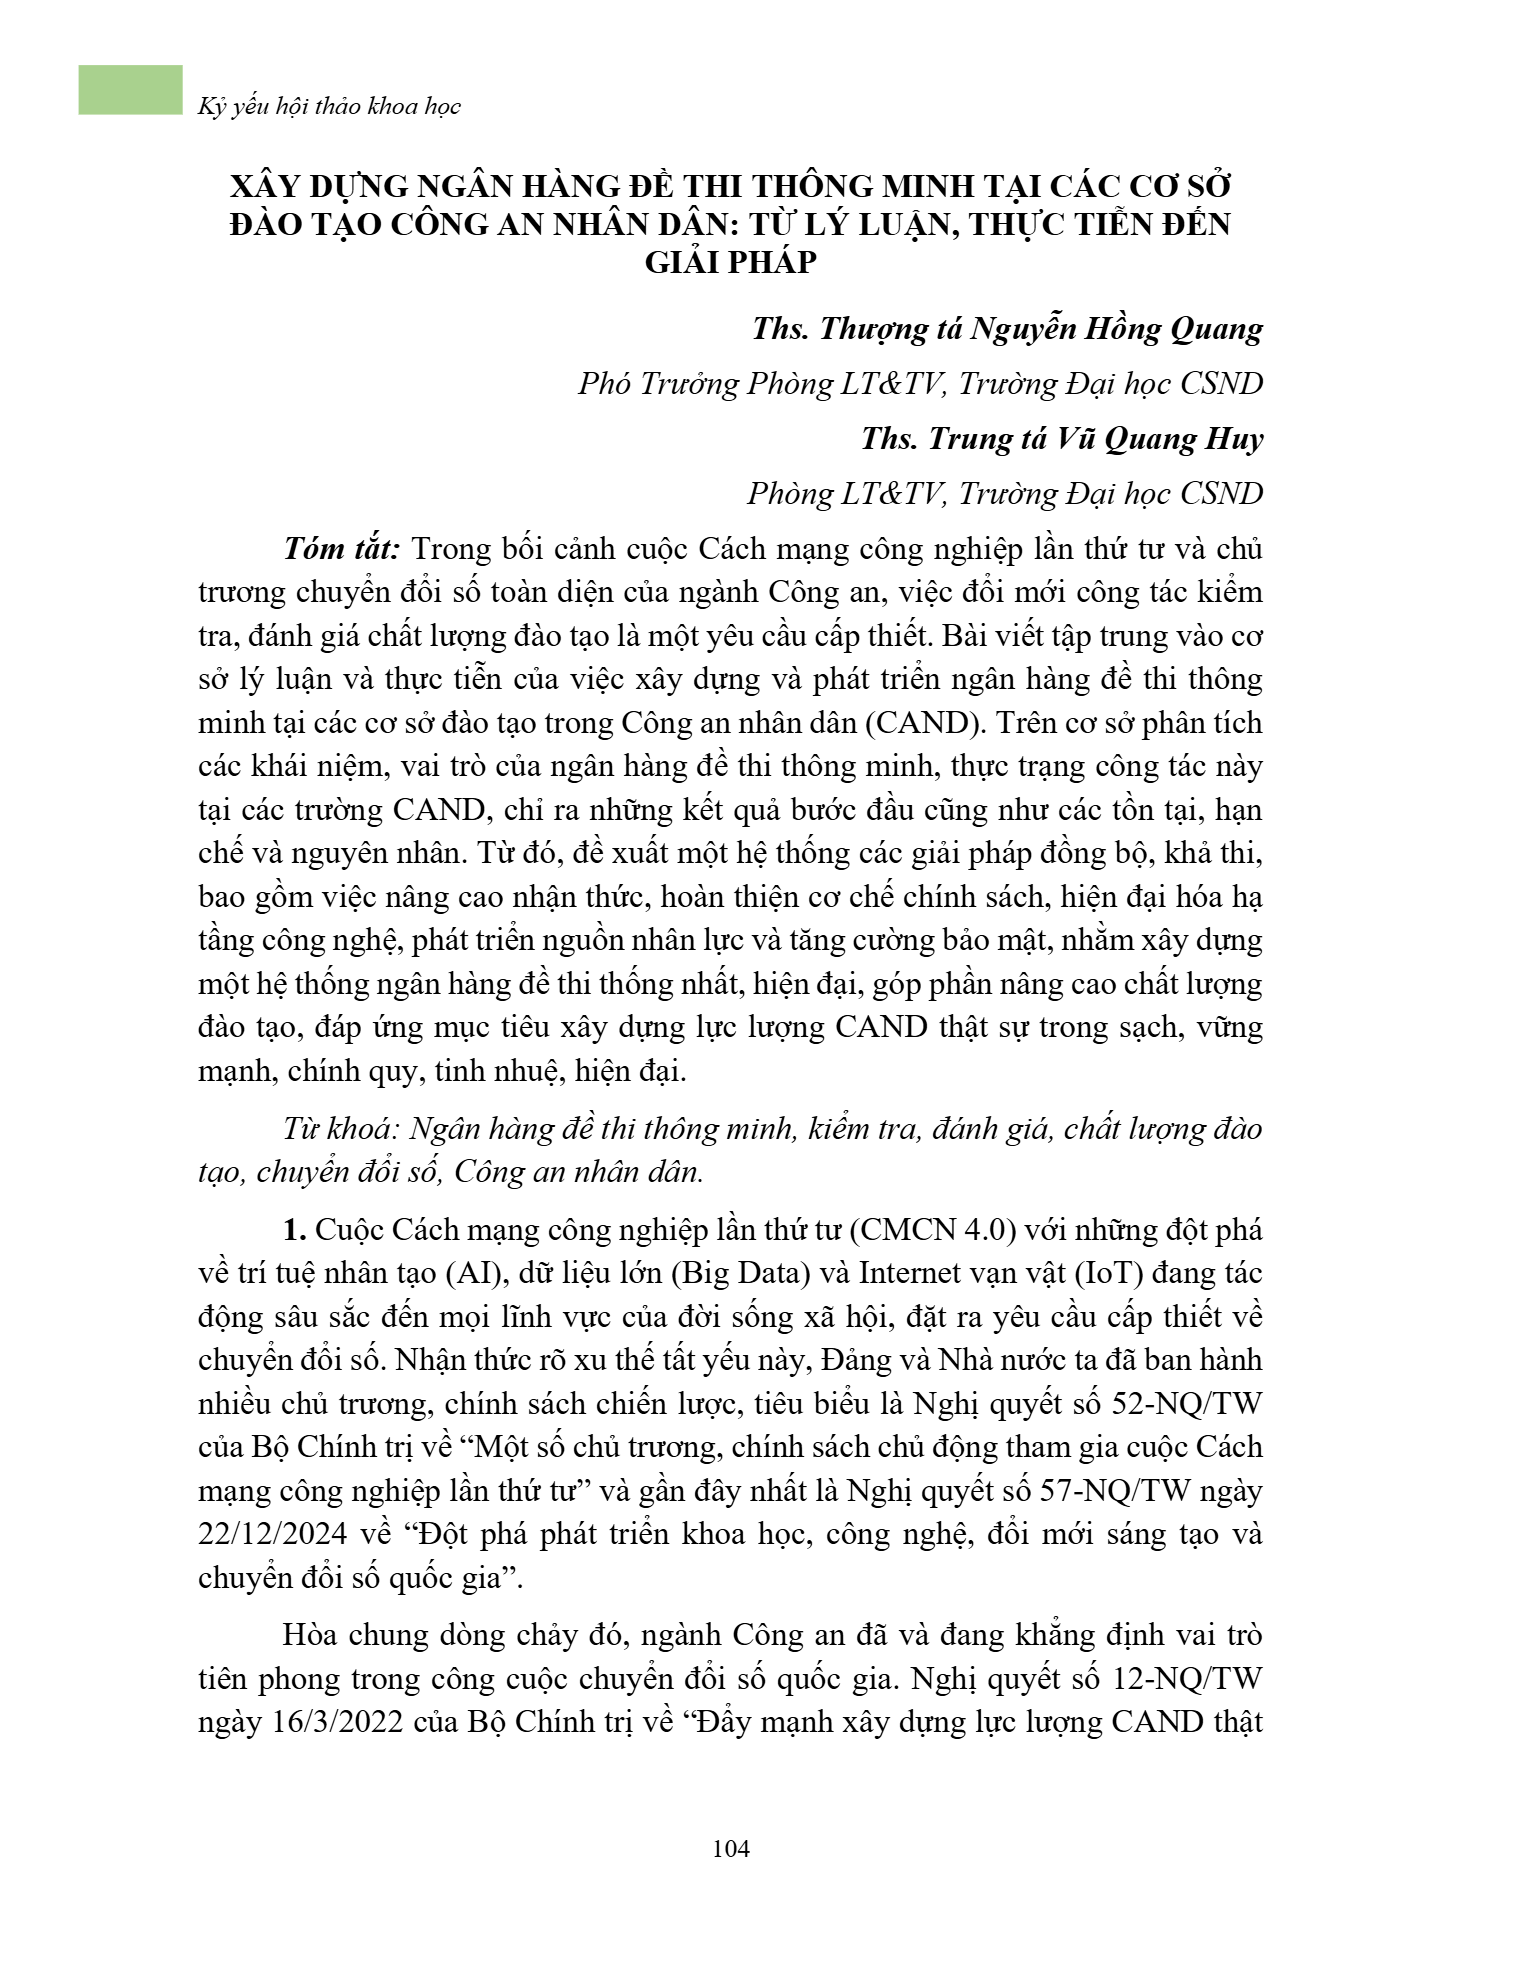 Kỷ yếu hội thảo khoa học
XÂY DỰNG NGÂN HÀNG ĐỀ THI THÔNG MINH TẠI CÁC CƠ SỞ
ĐÀO TẠO CÔNG AN NHÂN DÂN: TỪ LÝ LUẬN, THỰC TIỄN ĐẾN
GIẢI PHÁP
Ths. Thượng tá Nguyễn Hồng Quang
Phó Trưởng Phòng LT&TV, Trường Đại học CSND
Ths. Trung tá Vũ Quang Huy
Phòng LT&TV, Trường Đại học CSND
Tóm tắt: Trong bối cảnh cuộc Cách mạng công nghiệp lần thứ tư và chủ
trương chuyển đổi số toàn diện của ngành Công an, việc đổi mới công tác kiểm
tra, đánh giá chất lượng đào tạo là một yêu cầu cấp thiết. Bài viết tập trung vào cơ
sở lý luận và thực tiễn của việc xây dựng và phát triển ngân hàng đề thi thông
minh tại các cơ sở đào tạo trong Công an nhân dân (CAND). Trên cơ sở phân tích
các khái niệm, vai trò của ngân hàng đề thi thông minh, thực trạng công tác này
tại các trường CAND, chỉ ra những kết quả bước đầu cũng như các tồn tại, hạn
chế và nguyên nhân. Từ đó, đề xuất một hệ thống các giải pháp đồng bộ, khả thi,
bao gồm việc nâng cao nhận thức, hoàn thiện cơ chế chính sách, hiện đại hóa hạ
tầng công nghệ, phát triển nguồn nhân lực và tăng cường bảo mật, nhằm xây dựng
một hệ thống ngân hàng đề thi thống nhất, hiện đại, góp phần nâng cao chất lượng
đào tạo, đáp ứng mục tiêu xây dựng lực lượng CAND thật sự trong sạch, vững
mạnh, chính quy, tinh nhuệ, hiện đại.
Từ khoá: Ngân hàng đề thi thông minh, kiểm tra, đánh giá, chất lượng đào
tạo, chuyển đổi số, Công an nhân dân.
1. Cuộc Cách mạng công nghiệp lần thứ tư (CMCN 4.0) với những đột phá
về trí tuệ nhân tạo (AI), dữ liệu lớn (Big Data) và Internet vạn vật (IoT) đang tác
động sâu sắc đến mọi lĩnh vực của đời sống xã hội, đặt ra yêu cầu cấp thiết về
chuyển đổi số. Nhận thức rõ xu thế tất yếu này, Đảng và Nhà nước ta đã ban hành
nhiều chủ trương, chính sách chiến lược, tiêu biểu là Nghị quyết số 52-NQ/TW
của Bộ Chính trị về “Một số chủ trương, chính sách chủ động tham gia cuộc Cách
mạng công nghiệp lần thứ tư” và gần đây nhất là Nghị quyết số 57-NQ/TW ngày
22/12/2024 về “Đột phá phát triển khoa học, công nghệ, đổi mới sáng tạo và
chuyển đổi số quốc gia”.
Hòa chung dòng chảy đó, ngành Công an đã và đang khẳng định vai trò
tiên phong trong công cuộc chuyển đổi số quốc gia. Nghị quyết số 12-NQ/TW
ngày 16/3/2022 của Bộ Chính trị về “Đẩy mạnh xây dựng lực lượng CAND thật
104